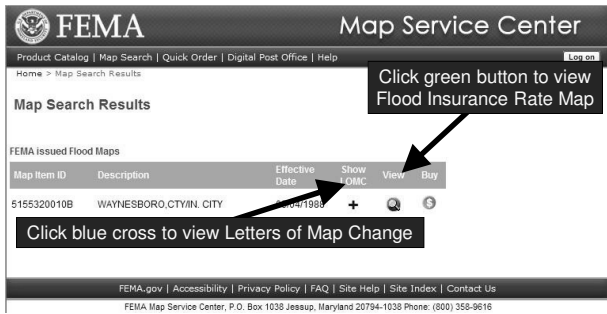 FEMA
Map Service Center
Product Catalog | Map Search | Quick Order | Digital Post Office | Help
Log on
Home > Map Search Results
Click green button to view
Flood Insurance Rate Map
Map Search Results
FEMA issued Flood Maps
Map Item ID Description Effective Date Show LOMC View Buy
5155320010B WAYNESBORO,CTY/IN. CITY /04/1988
Click blue cross to view Letters of Map Change
FEMA.gov | Accessibility | Privacy Policy | FAQ | Site Help | Site Index | Contact Us
FEMA Map Service Center, P.O. Box 1038 Jessup, Maryland 20794-1038 Phone: (800) 358-9616